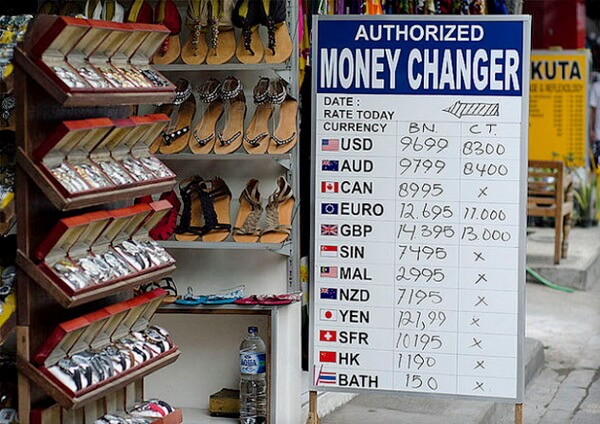 AUTHORIZED
MONEY CHANGER
DATE :
RATE TODAY
CURRENCY BN. CT.
USD 9699 8300
AUD 9799 8400
CAN 8995 x
EURO 12.695 11.000
GBP 14.395 13.000
SIN 7495 x
MAL 2995 x
NZD 7195 x
YEN 121,99 x
SFR 10195 x
HK 1190 x
BATH 150 x
KUTA
& REFLEXOLOGY
AQUA